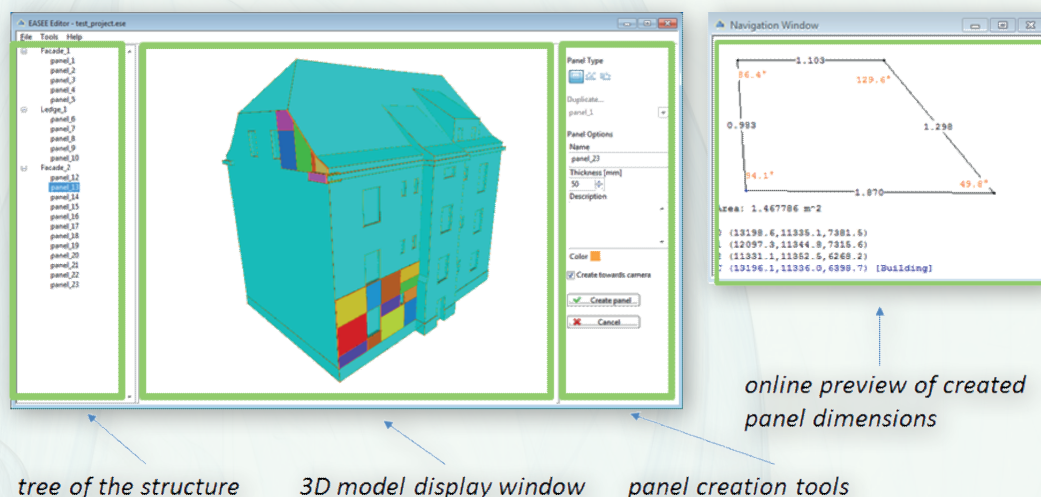 EASEE Editor - test_project.ese
File Tools Help
Facade_1
panel_1
panel_2
panel_3
panel_4
panel_5
Ledge_1
panel_6
panel_7
panel_8
panel_9
panel_10
Facade_2
panel_12
panel_13
panel_14
panel_15
panel_16
panel_17
panel_18
panel_19
panel_20
panel_21
panel_22
panel_23
Panel Type
Duplicate...
panel_1
Panel Options
Name
panel_23
Thickness [mm]
50
Description
Color
Create towards camera
Create panel
Cancel
Navigation Window
1.103
86.4°
129.6°
0.983
1.298
94.1°
49.8°
1.870
Area: 1.467786 m^2
(13198.6,11335.1,7381.5)
(12097.3,11344.8,7315.6)
(11331.1,11352.5,6268.2)
(13196.1,11336.0,6398.7) [Building]
online preview of created
panel dimensions
tree of the structure
3D model display window
panel creation tools